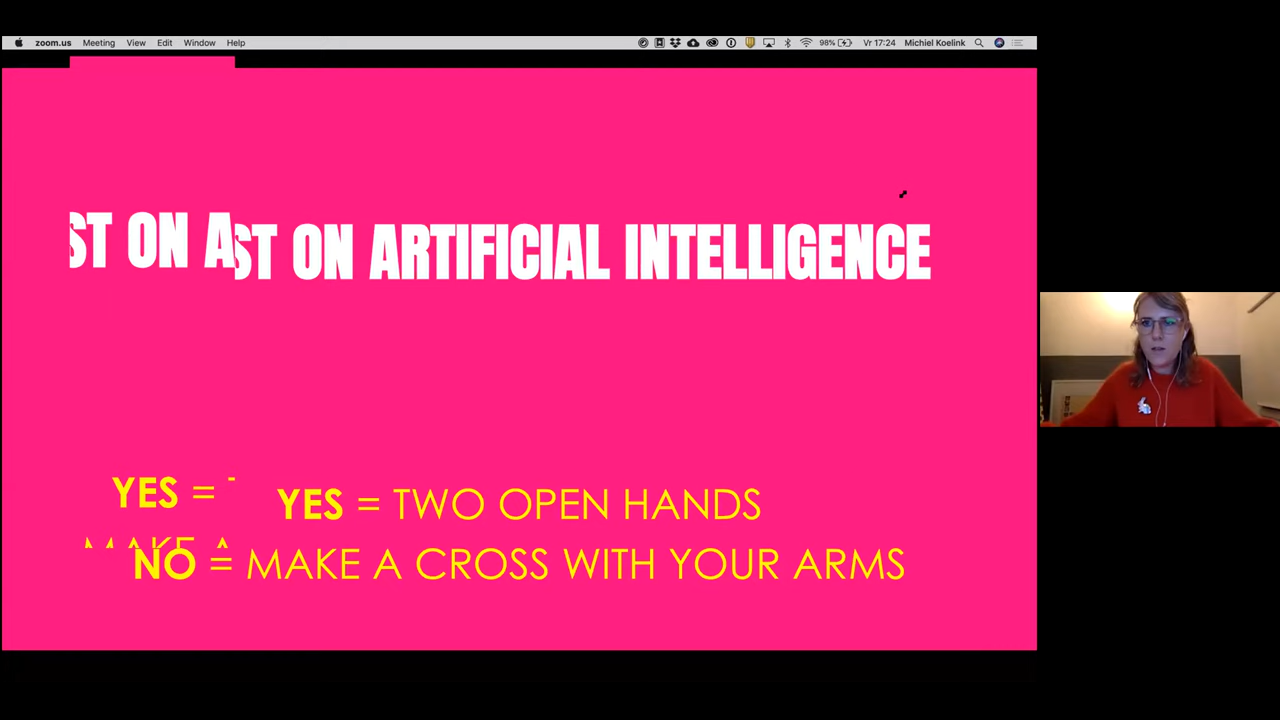 zoom.us Meeting View Edit Window Help 98% Vr 17:24 Michiel Koelink
ST ON A
ST ON ARTIFICIAL INTELLIGENCE
YES =
YES = TWO OPEN HANDS
MAKE A
NO = MAKE A CROSS WITH YOUR ARMS